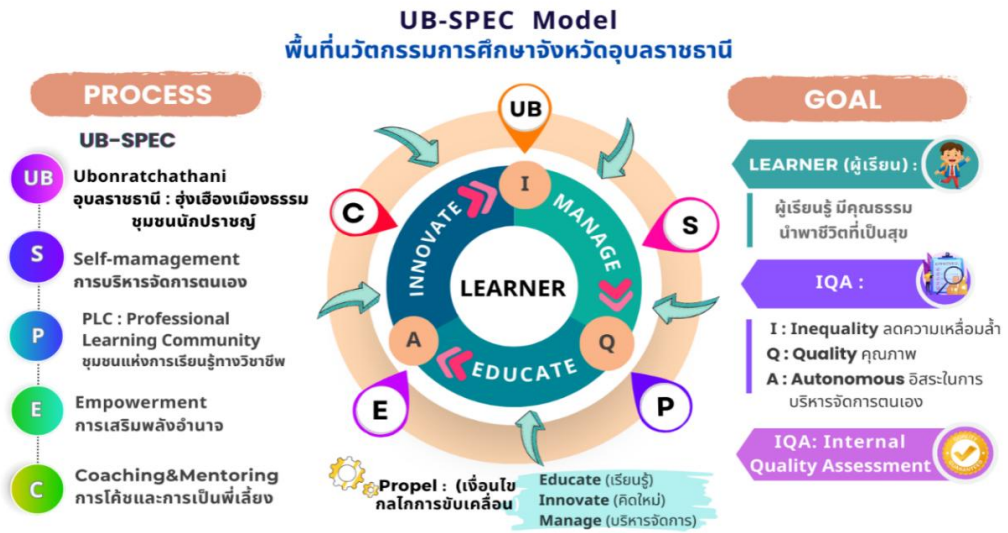 UB-SPEC Model
พื้นที่นวัตกรรมการศึกษาจังหวัดอุบลราชธานี
PROCESS
UB-SPEC
UB
Ubonratchathani
อุบลราชธานี : ฮุ่งเฮืองเมืองธรรม
ชุมชนนักปราชญ์
S
Self-mamagement
การบริหารจัดการตนเอง
P
PLC : Professional
Learning Community
ชุมชนแห่งการเรียนรู้ทางวิชาชีพ
E
Empowerment
การเสริมพลังอำนาจ
C
Coaching&Mentoring
การโค้ชและการเป็นพี่เลี้ยง
UB
I
C
INNOVATE
MANAGE
S
LEARNER
A
EDUCATE
Q
E
P
Propel : (เงื่อนไข
กลไกการขับเคลื่อน
Educate (เรียนรู้)
Innovate (คิดใหม่)
Manage (บริหารจัดการ)
GOAL
LEARNER (ผู้เรียน) :
ผู้เรียนรู้ มีคุณธรรม
นำพาชีวิตที่เป็นสุข
IQA :
I : Inequality ลดความเหลื่อมล้ำ
Q : Quality คุณภาพ
A : Autonomous อิสระในการ
บริหารจัดการตนเอง
IQA: Internal
Quality Assessment